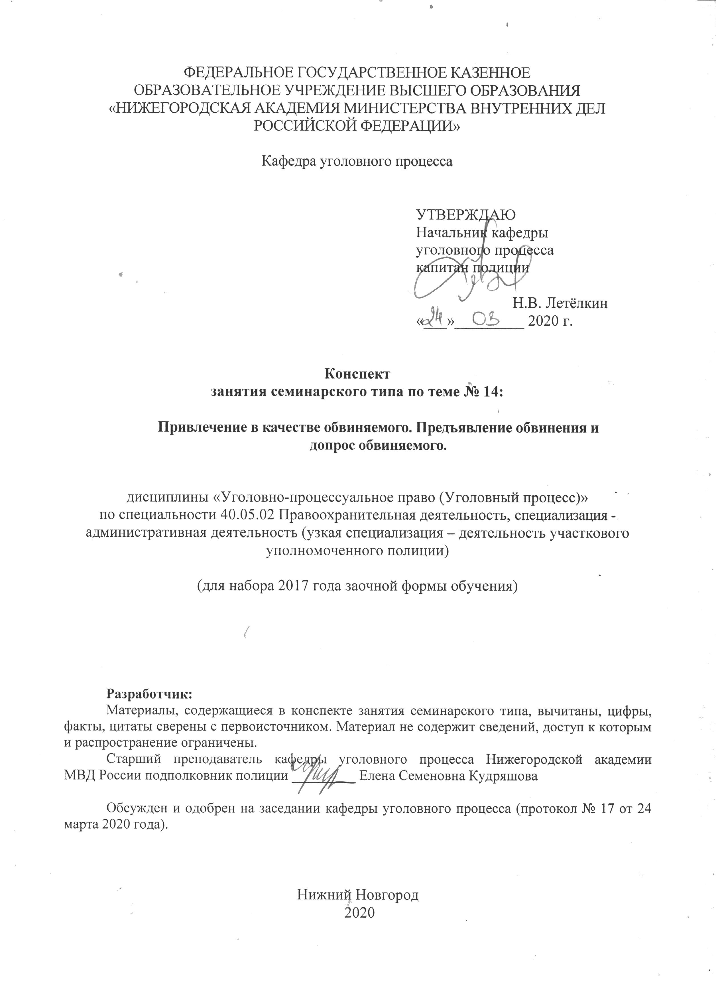 ФЕДЕРАЛЬНОЕ ГОСУДАРСТВЕННОЕ КАЗЕННОЕ
ОБРАЗОВАТЕЛЬНОЕ УЧРЕЖДЕНИЕ ВЫСШЕГО ОБРАЗОВАНИЯ
«НИЖЕГОРОДСКАЯ АКАДЕМИЯ МИНИСТЕРСТВА ВНУТРЕННИХ ДЕЛ
РОССИЙСКОЙ ФЕДЕРАЦИИ»
Кафедра уголовного процесса
УТВЕРЖДАЮ
Начальник кафедры
уголовного процесса
капитан полиции
Н.В. Летёлкин
«24» 03 2020 г.
Конспект
занятия семинарского типа по теме № 14:
Привлечение в качестве обвиняемого. Предъявление обвинения и
допрос обвиняемого.
дисциплины «Уголовно-процессуальное право (Уголовный процесс)»
по специальности 40.05.02 Правоохранительная деятельность, специализация -
административная деятельность (узкая специализация – деятельность участкового
уполномоченного полиции)
(для набора 2017 года заочной формы обучения)
Разработчик:
Материалы, содержащиеся в конспекте занятия семинарского типа, вычитаны, цифры,
факты, цитаты сверены с первоисточником. Материал не содержит сведений, доступ к которым
и распространение ограничены.
Старший преподаватель кафедры уголовного процесса Нижегородской академии
МВД России подполковник полиции _________ Елена Семеновна Кудряшова
Обсужден и одобрен на заседании кафедры уголовного процесса (протокол № 17 от 24
марта 2020 года).
Нижний Новгород
2020